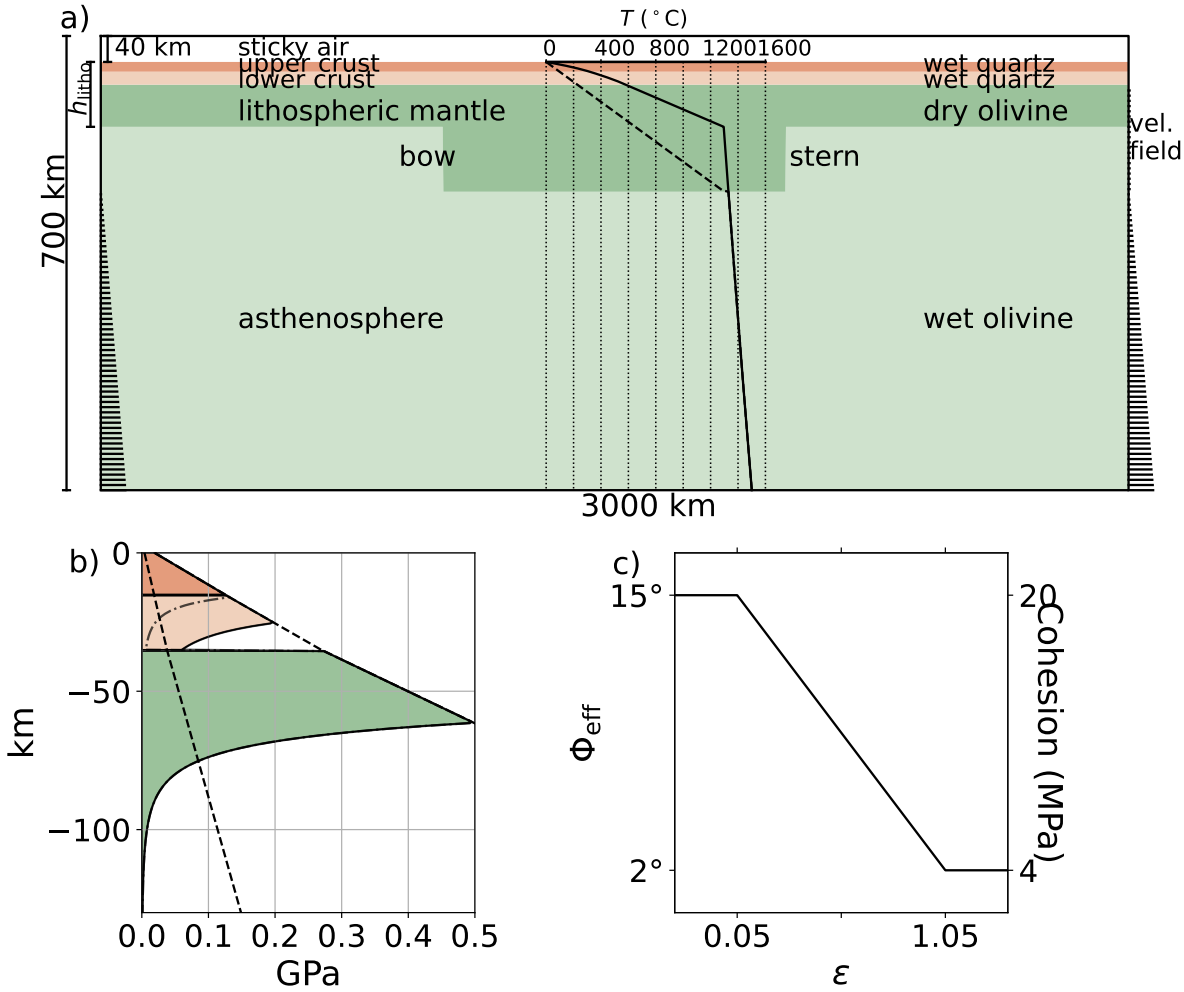 a)
T (°C)
40 km
sticky air
0 400 800 1200 1600
upper crust
wet quartz
lower crust
wet quartz
h_litho
lithospheric mantle
dry olivine
vel.
field
bow
stern
700 km
asthenosphere
wet olivine
3000 km
b)
0
−50
−100
km
0.0 0.1 0.2 0.3 0.4 0.5
GPa
c)
15°
2°
Φ_eff
20
4
Cohesion (MPa)
0.05 1.05
ε